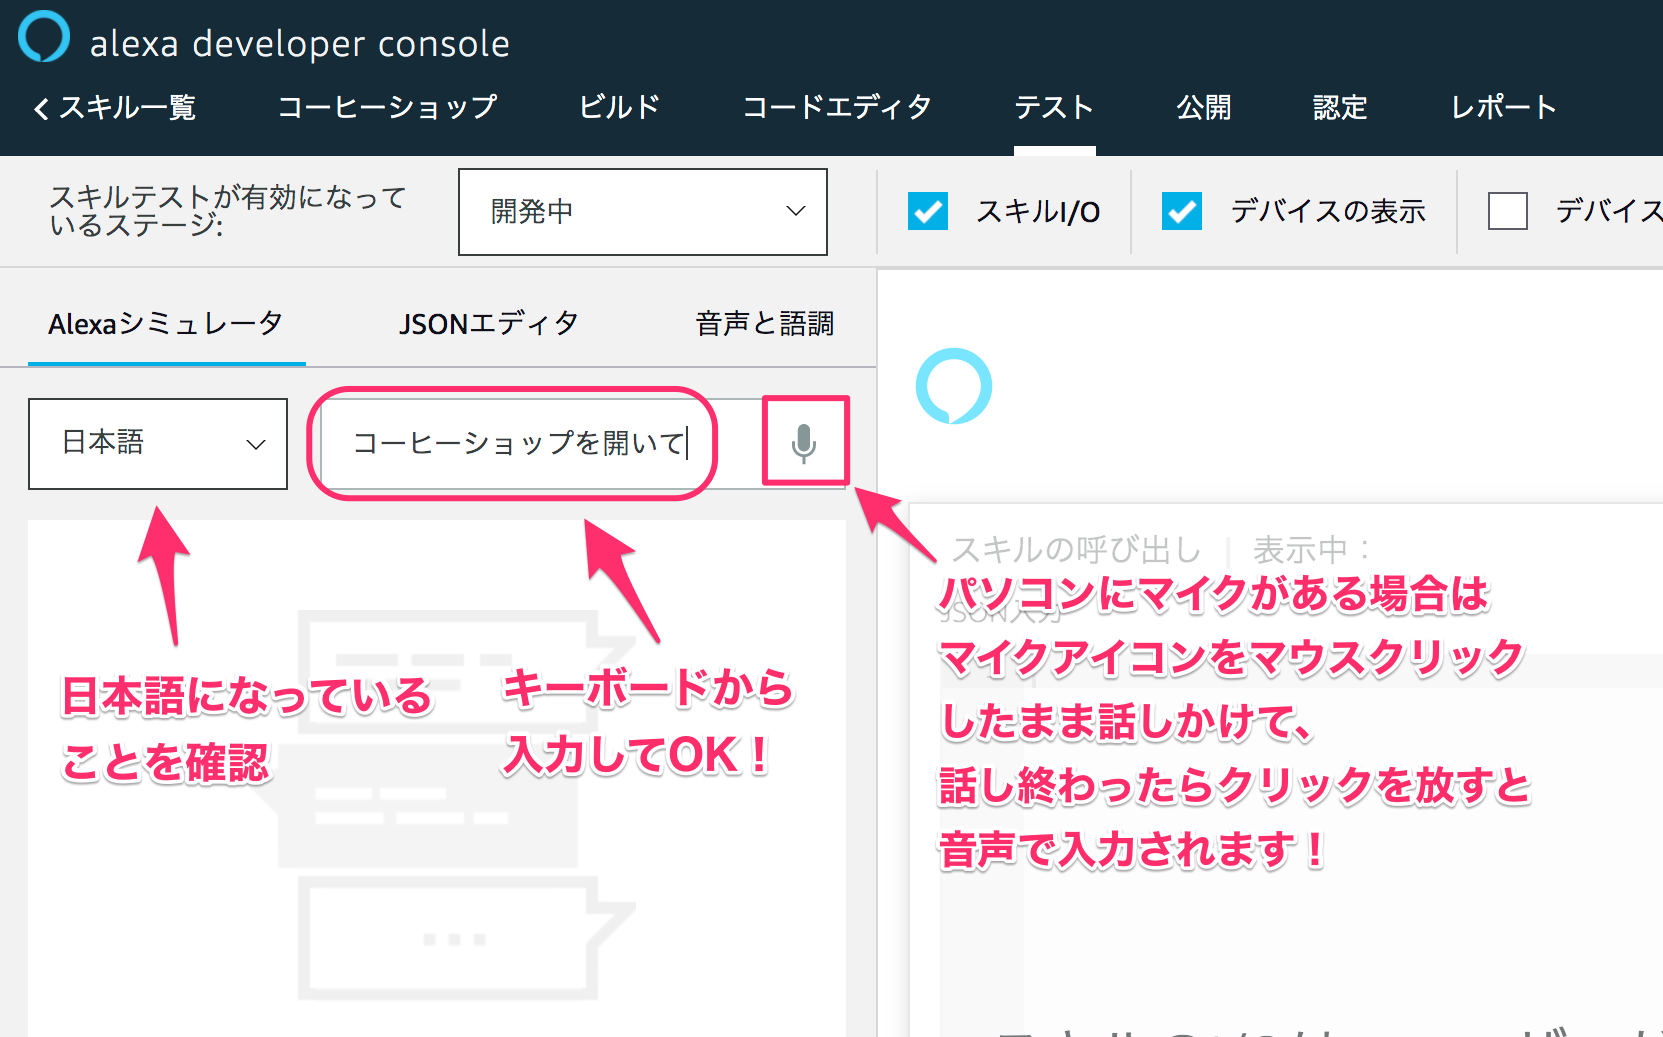 alexa developer console
スキル一覧
コーヒーショップ
ビルド
コードエディタ
テスト
公開
認定
レポート
スキルテストが有効になって
いるステージ:
開発中
スキルI/O
デバイスの表示
デバイス
Alexaシミュレータ
JSONエディタ
音声と語調
日本語
コーヒーショップを開いて
スキルの呼び出し | 表示中：
JSON入力
日本語になっている
ことを確認
キーボードから
入力してOK！
パソコンにマイクがある場合は
マイクアイコンをマウスクリック
したまま話しかけて、
話し終わったらクリックを放すと
音声で入力されます！